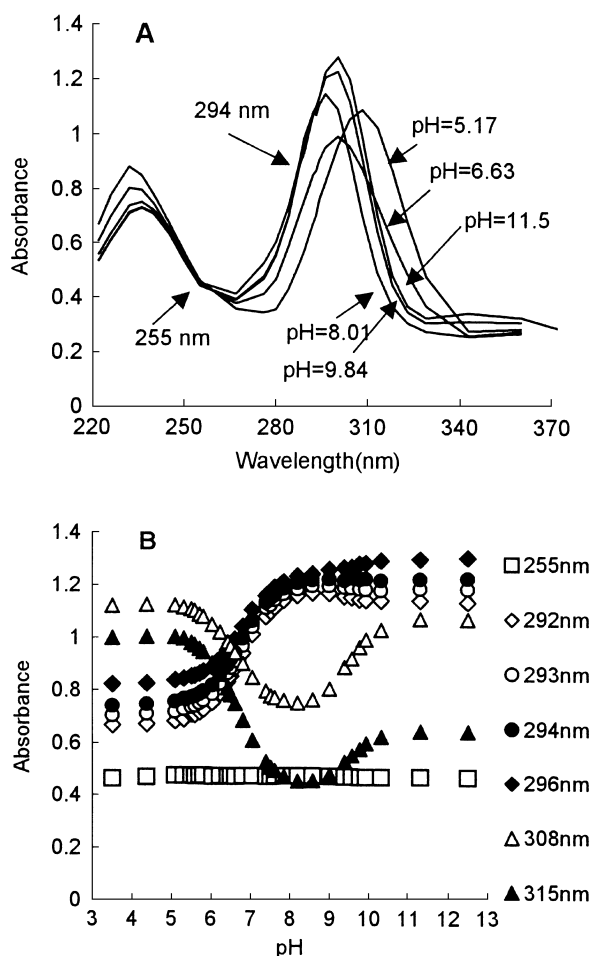 A
1.4
1.2
1
0.8
0.6
0.4
0.2
0
Absorbance
294 nm
255 nm
pH=5.17
pH=6.63
pH=11.5
pH=8.01
pH=9.84
220 250 280 310 340 370
Wavelength(nm)
B
1.4
1.2
1
0.8
0.6
0.4
0.2
0
Absorbance
3 4 5 6 7 8 9 10 11 12 13
pH
255nm
292nm
293nm
294nm
296nm
308nm
315nm